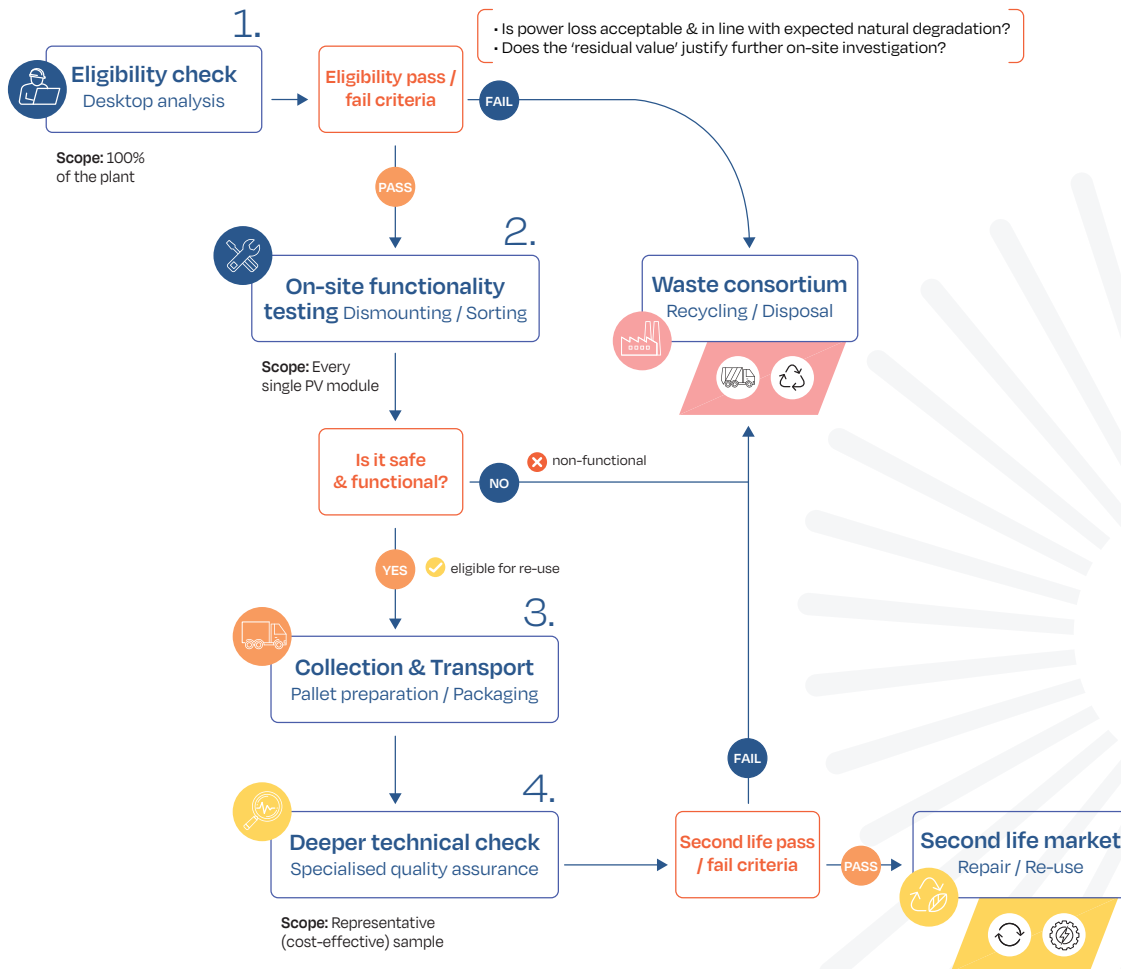 1.
Eligibility check
Desktop analysis
Scope: 100%
of the plant
Eligibility pass /
fail criteria
• Is power loss acceptable & in line with expected natural degradation?
• Does the ‘residual value’ justify further on-site investigation?
FAIL
PASS
2.
On-site functionality
testing Dismounting / Sorting
Scope: Every
single PV module
Waste consortium
Recycling / Disposal
Is it safe
& functional?
NO
non-functional
YES
eligible for re-use
3.
Collection & Transport
Pallet preparation / Packaging
4.
Deeper technical check
Specialised quality assurance
Scope: Representative
(cost-effective) sample
FAIL
Second life pass
/ fail criteria
PASS
Second life market
Repair / Re-use